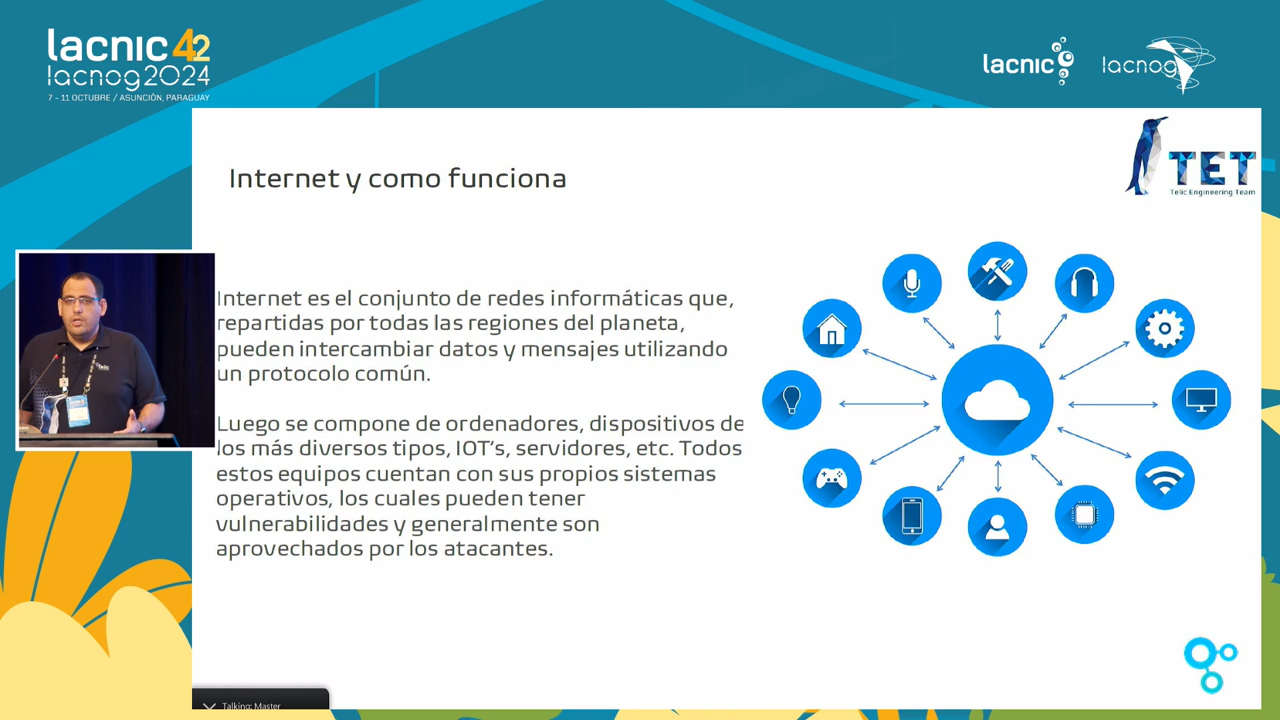 lacnic 42
lacnog2024
7 - 11 OCTUBRE / ASUNCIÓN, PARAGUAY
lacnic
lacnog
TET
Telic Engineering Team
Internet y como funciona
Internet es el conjunto de redes informáticas que,
repartidas por todas las regiones del planeta,
pueden intercambiar datos y mensajes utilizando
un protocolo común.
Luego se compone de ordenadores, dispositivos de
los más diversos tipos, IOT's, servidores, etc. Todos
estos equipos cuentan con sus propios sistemas
operativos, los cuales pueden tener
vulnerabilidades y generalmente son
aprovechados por los atacantes.
Telic
Talking: Master